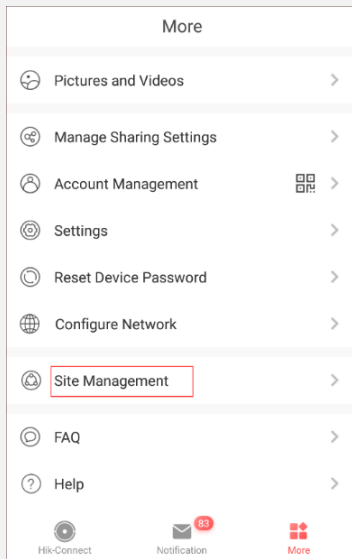 More
Pictures and Videos
Manage Sharing Settings
Account Management
Settings
Reset Device Password
Configure Network
Site Management
FAQ
Help
83
Hik-Connect Notification More